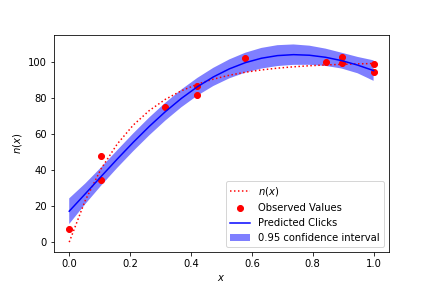 n(x)
100
80
60
40
20
0
0.0 0.2 0.4 0.6 0.8 1.0
x
n(x)
Observed Values
Predicted Clicks
0.95 confidence interval